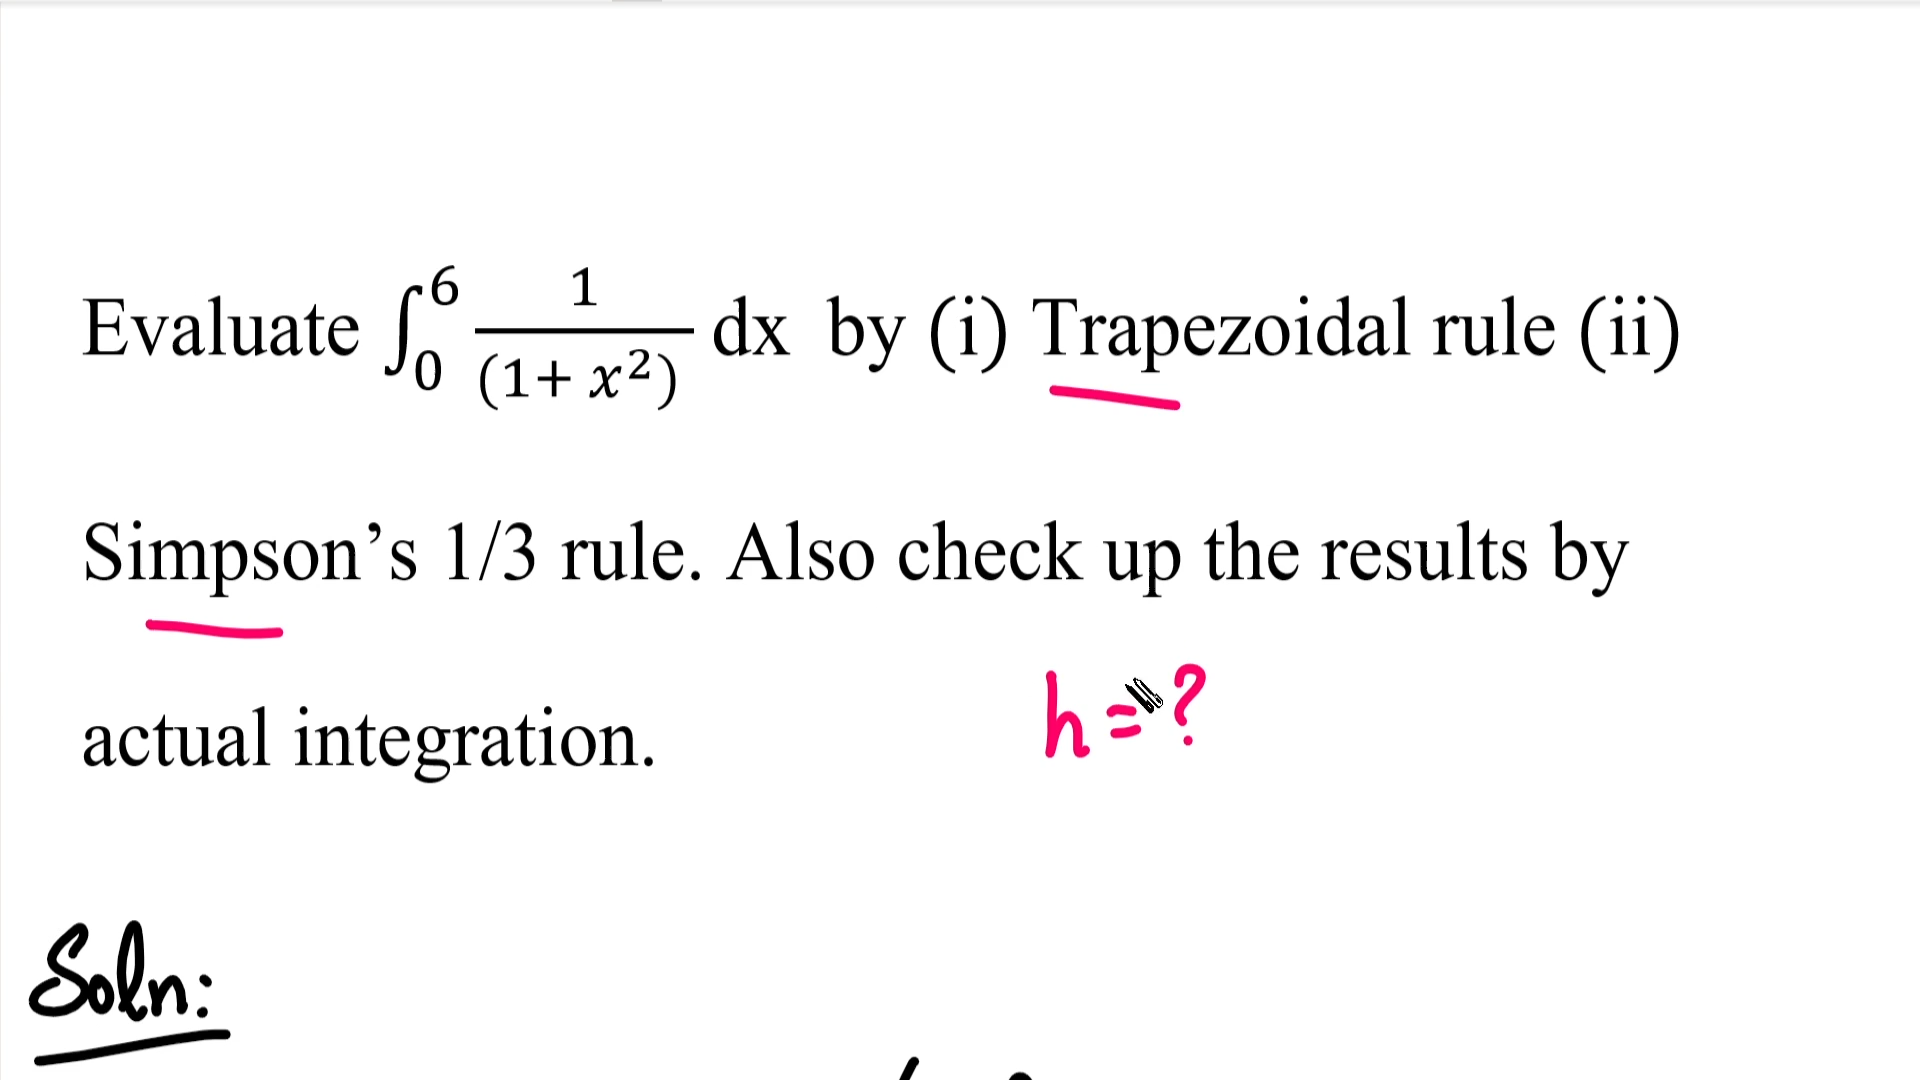 Evaluate ∫₀⁶ 1/(1+ x²) dx by (i) Trapezoidal rule (ii)
Simpson’s 1/3 rule. Also check up the results by
actual integration.
h=?
Soln: